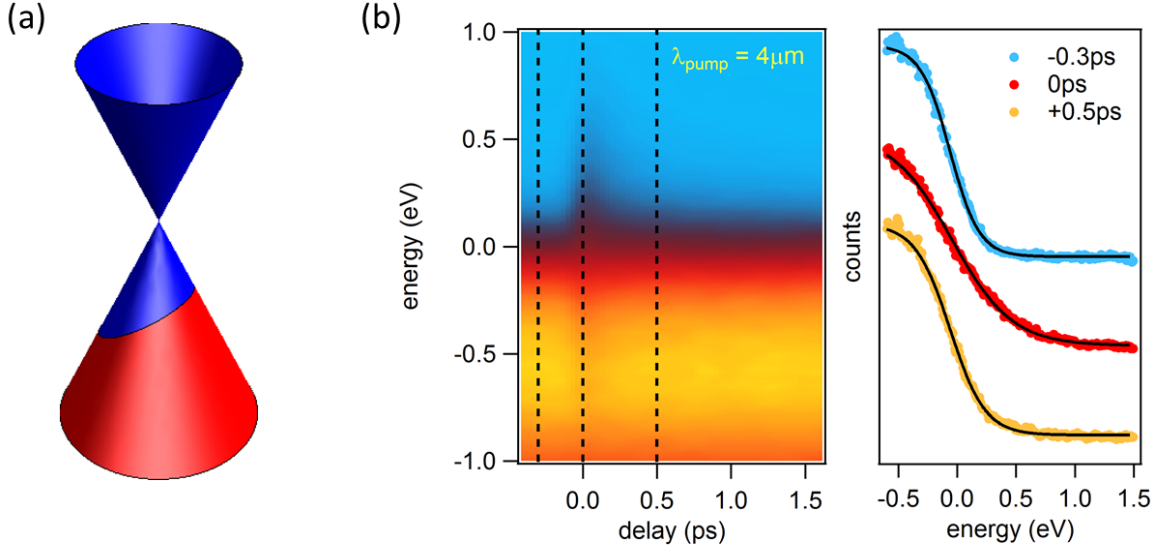 (a)
(b)
λpump = 4μm
1.0
0.5
0.0
-0.5
-1.0
energy (eV)
0.0 0.5 1.0 1.5
delay (ps)
-0.3ps
0ps
+0.5ps
counts
-0.5 0.0 0.5 1.0 1.5
energy (eV)